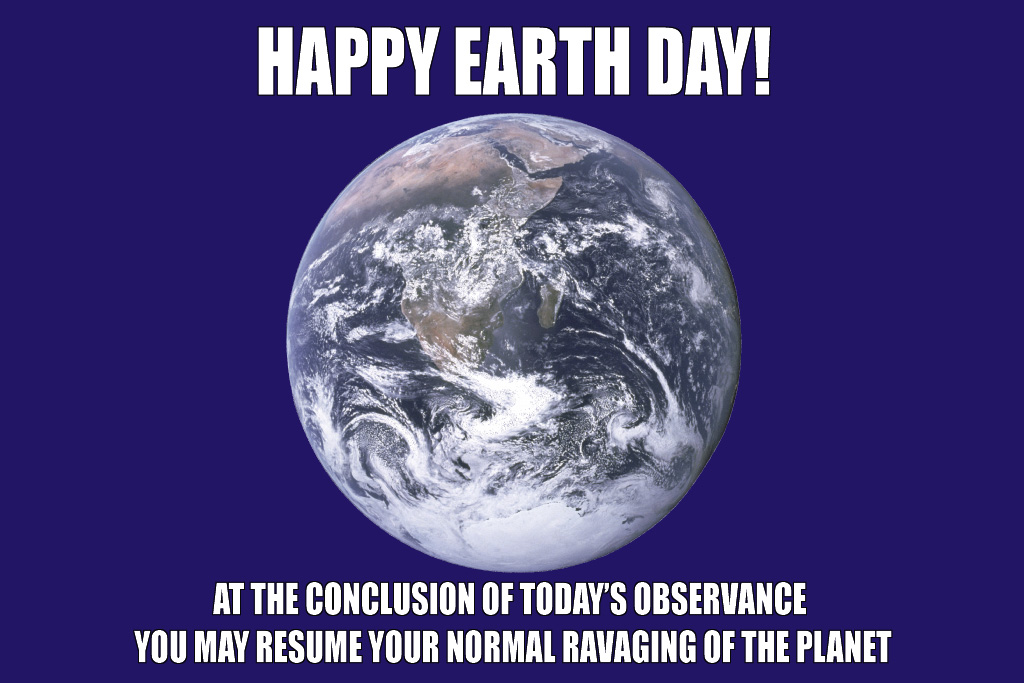 HAPPY EARTH DAY!
AT THE CONCLUSION OF TODAY'S OBSERVANCE
YOU MAY RESUME YOUR NORMAL RAVAGING OF THE PLANET